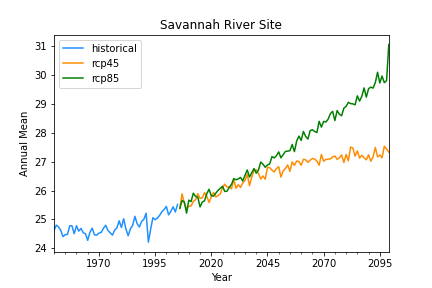 Savannah River Site
historical
rcp45
rcp85
Annual Mean
31
30
29
28
27
26
25
24
1970 1995 2020 2045 2070 2095
Year